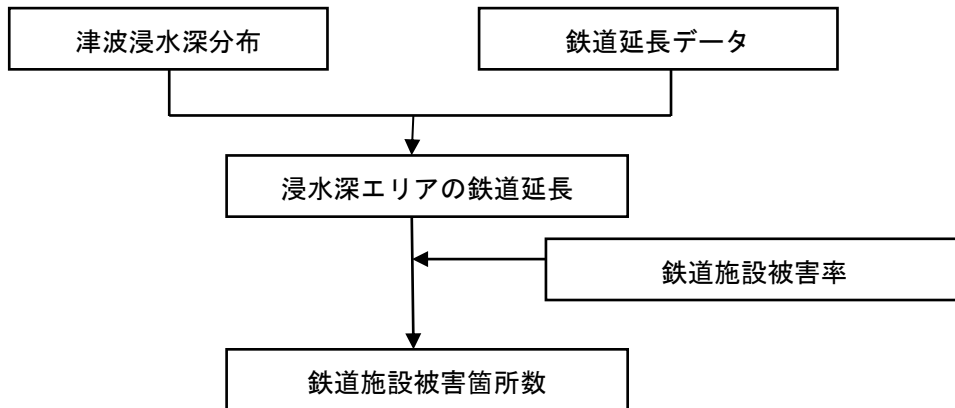 津波浸水深分布
鉄道延長データ
浸水深エリアの鉄道延長
鉄道施設被害率
鉄道施設被害箇所数